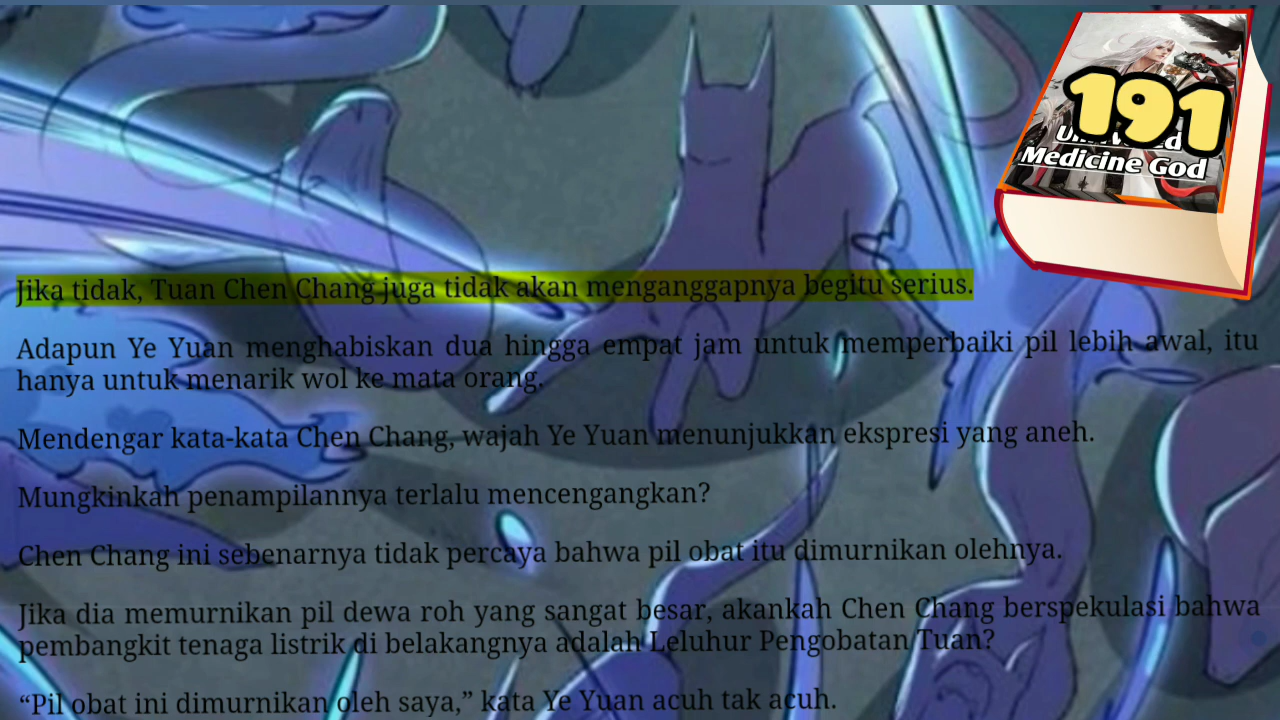 191
Medicine God
Jika tidak, Tuan Chen Chang juga tidak akan menganggapnya begitu serius.
Adapun Ye Yuan menghabiskan dua hingga empat jam untuk memperbaiki pil lebih awal, itu
hanya untuk menarik wol ke mata orang.
Mendengar kata-kata Chen Chang, wajah Ye Yuan menunjukkan ekspresi yang aneh.
Mungkinkah penampilannya terlalu mencengangkan?
Chen Chang ini sebenarnya tidak percaya bahwa pil obat itu dimurnikan olehnya.
Jika dia memurnikan pil dewa roh yang sangat besar, akankah Chen Chang berspekulasi bahwa
pembangkit tenaga listrik di belakangnya adalah Leluhur Pengobatan Tuan?
“Pil obat ini dimurnikan oleh saya,” kata Ye Yuan acuh tak acuh.